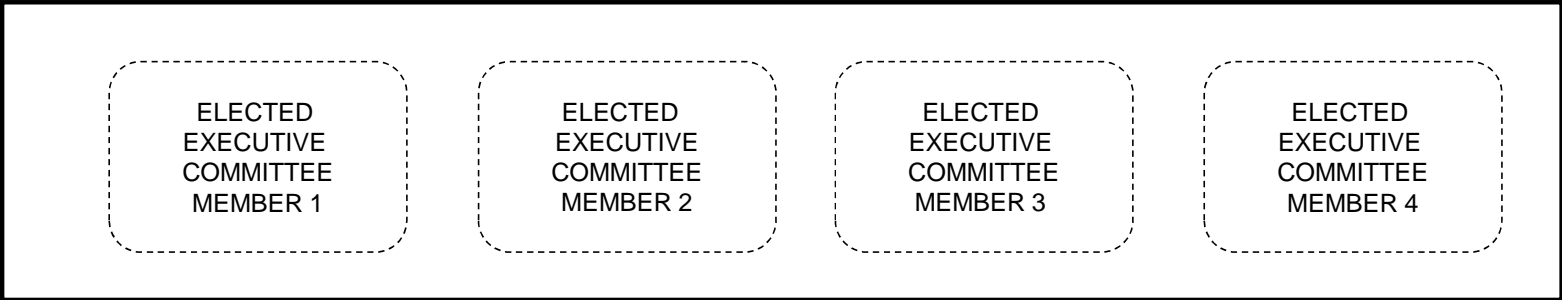 ELECTED
EXECUTIVE
COMMITTEE
MEMBER 1
ELECTED
EXECUTIVE
COMMITTEE
MEMBER 2
ELECTED
EXECUTIVE
COMMITTEE
MEMBER 3
ELECTED
EXECUTIVE
COMMITTEE
MEMBER 4